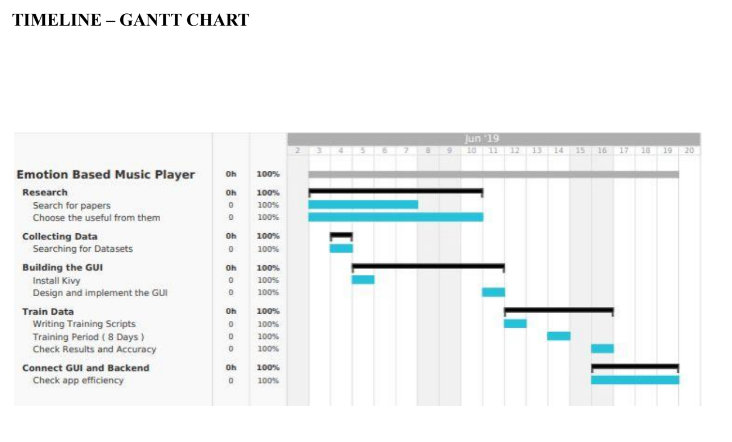 TIMELINE – GANTT CHART
Jun '19
2 3 4 5 6 7 8 9 10 11 12 13 14 15 16 17 18 19 20
Emotion Based Music Player 0h 100%
Research 0h 100%
Search for papers 0 100%
Choose the useful from them 0 100%
Collecting Data 0h 100%
Searching for Datasets 0 100%
Building the GUI 0h 100%
Install Kivy 0 100%
Design and implement the GUI 0 100%
Train Data 0h 100%
Writing Training Scripts 0 100%
Training Period ( 8 Days ) 0 100%
Check Results and Accuracy 0 100%
Connect GUI and Backend 0h 100%
Check app efficiency 0 100%